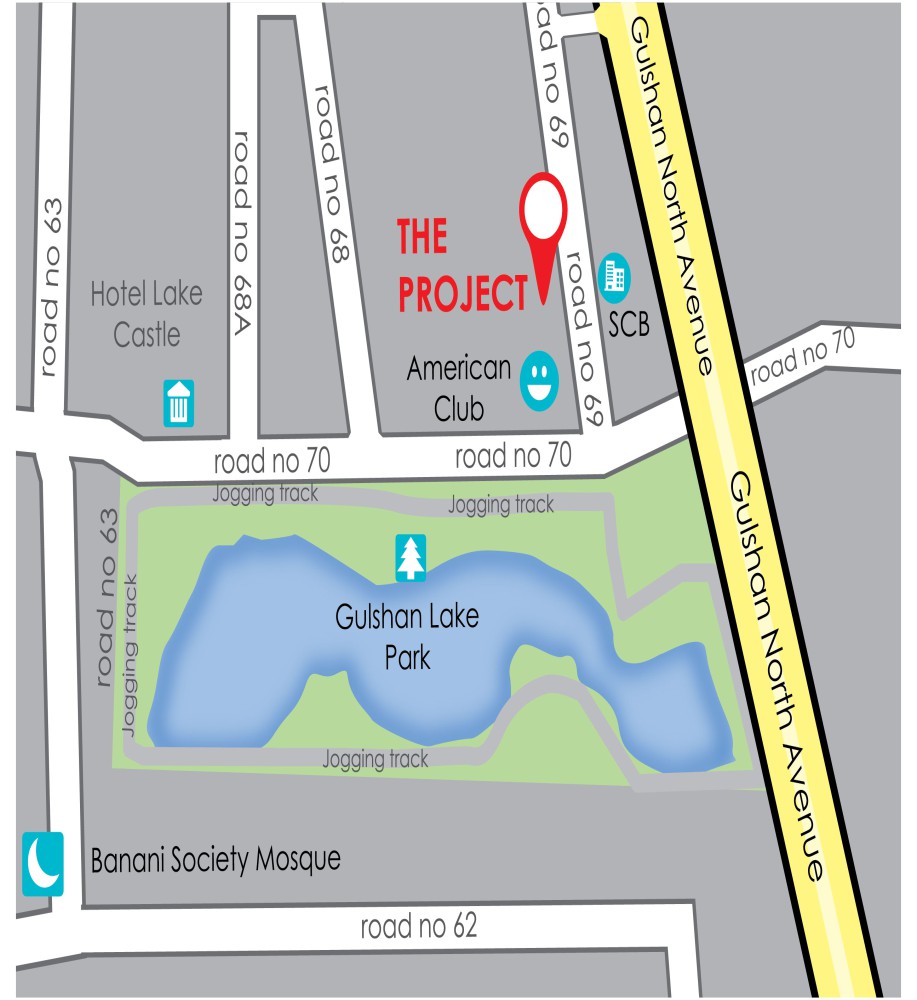 ad no 69
Gulshan North Avenue
road no 68
road no 68A
road no 63
THE
PROJECT
road no 69
Hotel Lake
Castle
SCB
American
Club
road no 70
road no 70
road no 70
Jogging track
Jogging track
road no 63
Jogging track
Gulshan Lake
Park
Gulshan North Avenue
Jogging track
Banani Society Mosque
road no 62